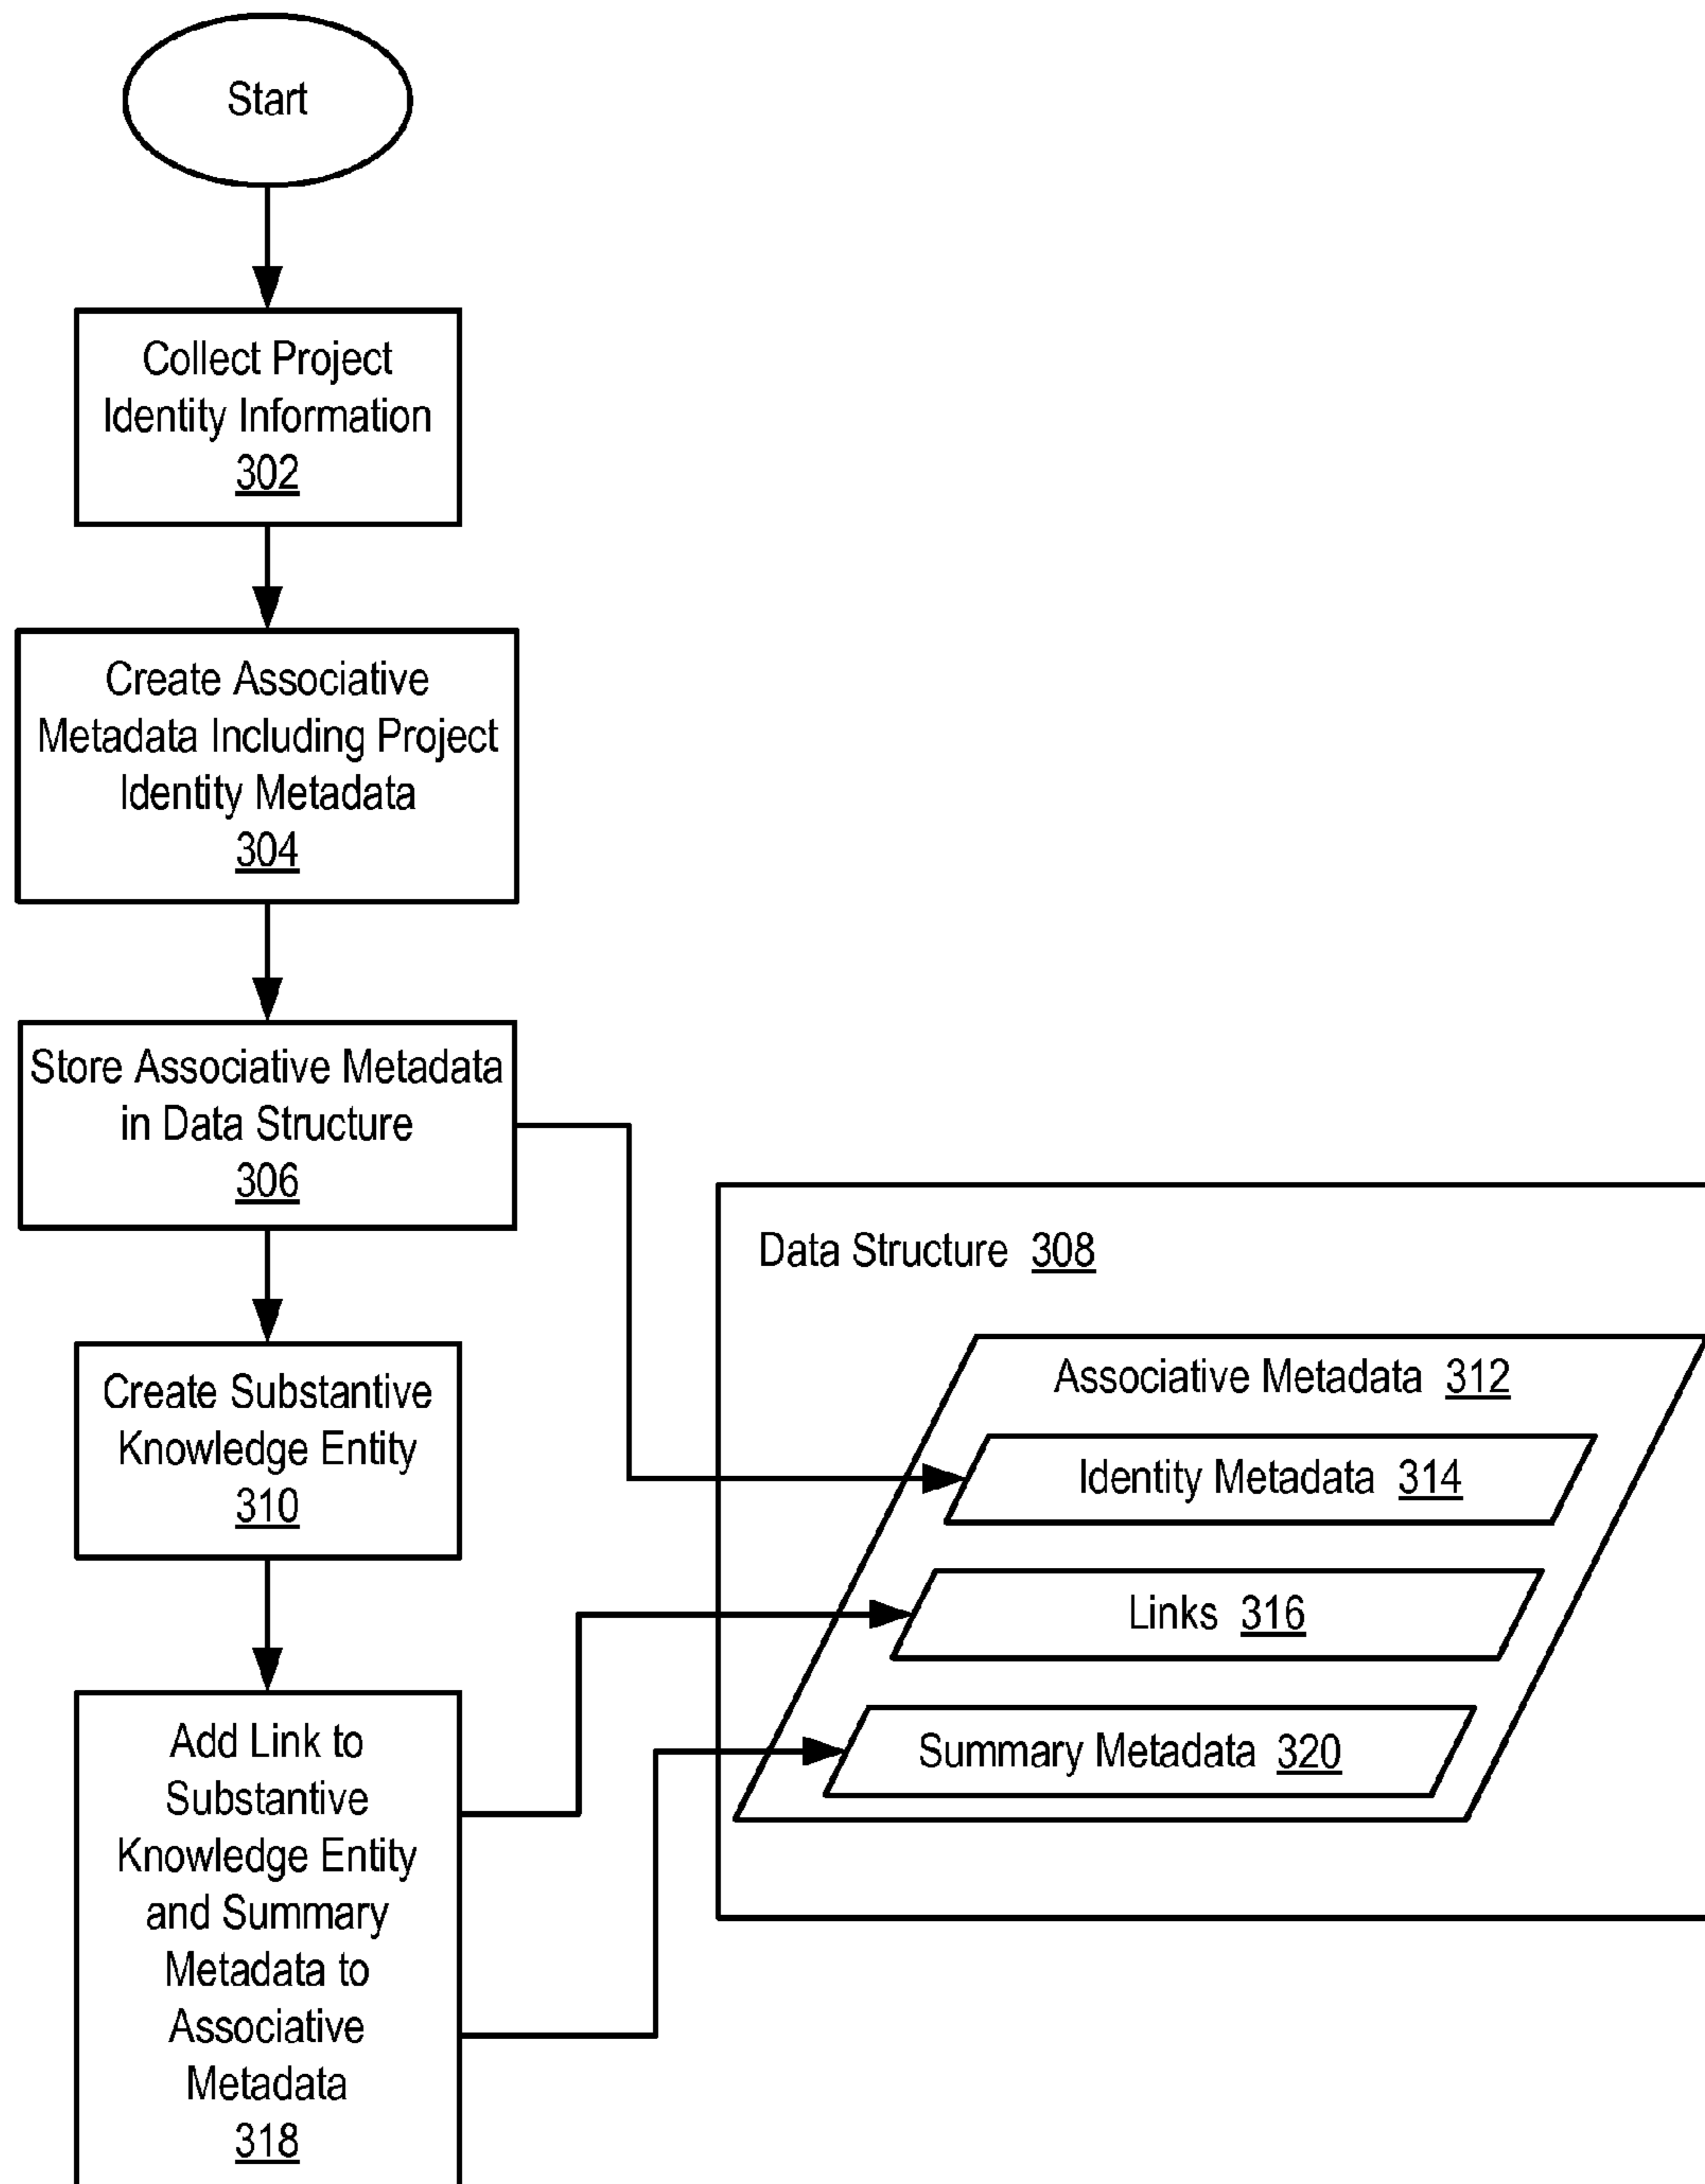 Start
Collect Project
Identity Information
302
Create Associative
Metadata Including Project
Identity Metadata
304
Store Associative Metadata
in Data Structure
306
Data Structure 308
Associative Metadata 312
Identity Metadata 314
Links 316
Summary Metadata 320
Create Substantive
Knowledge Entity
310
Add Link to
Substantive
Knowledge Entity
and Summary
Metadata to
Associative
Metadata
318